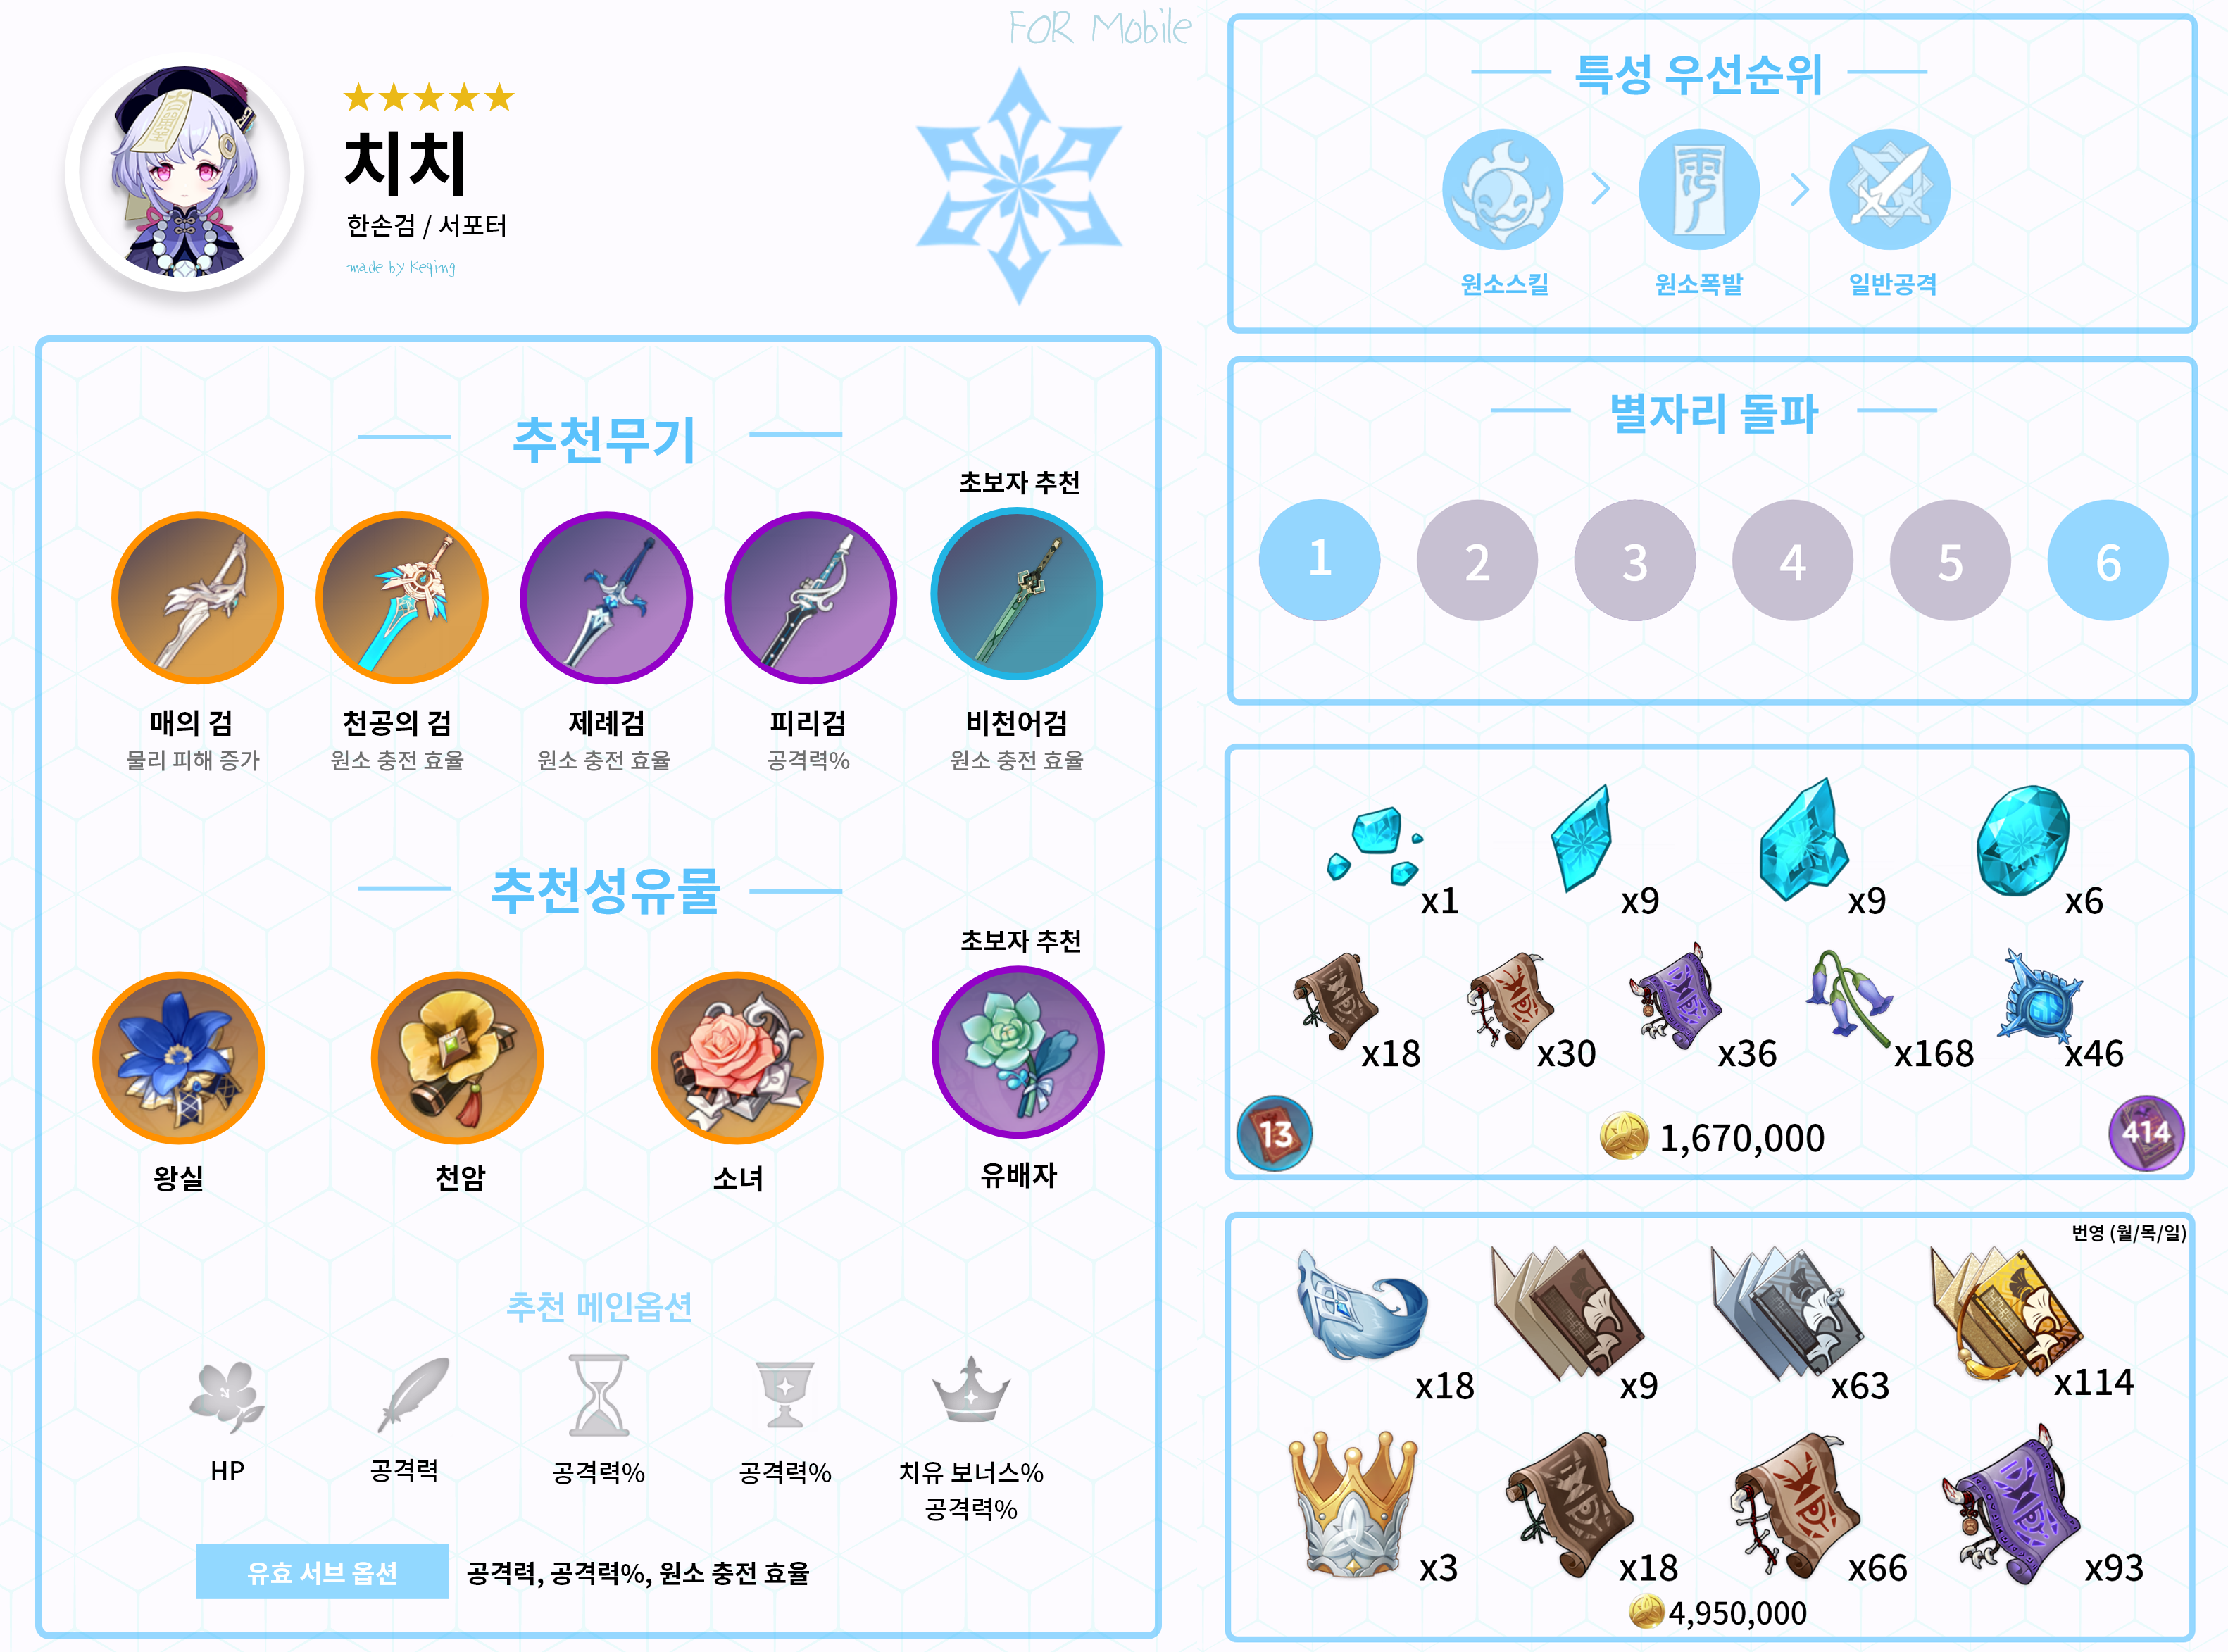 FOR Mobile
치치
한손검 / 서포터
made by Keqing
추천무기
초보자 추천
매의 검
물리 피해 증가
천공의 검
원소 충전 효율
제례검
원소 충전 효율
피리검
공격력%
비천어검
원소 충전 효율
추천성유물
초보자 추천
왕실
천암
소녀
유배자
추천 메인옵션
HP
공격력
공격력%
공격력%
치유 보너스%
공격력%
유효 서브 옵션
공격력, 공격력%, 원소 충전 효율
특성 우선순위
원소스킬
원소폭발
일반공격
별자리 돌파
1 2 3 4 5 6
x1 x9 x9 x6
x18 x30 x36 x168 x46
13 1,670,000 414
번영 (월/목/일)
x18 x9 x63 x114
x3 x18 x66 x93
4,950,000